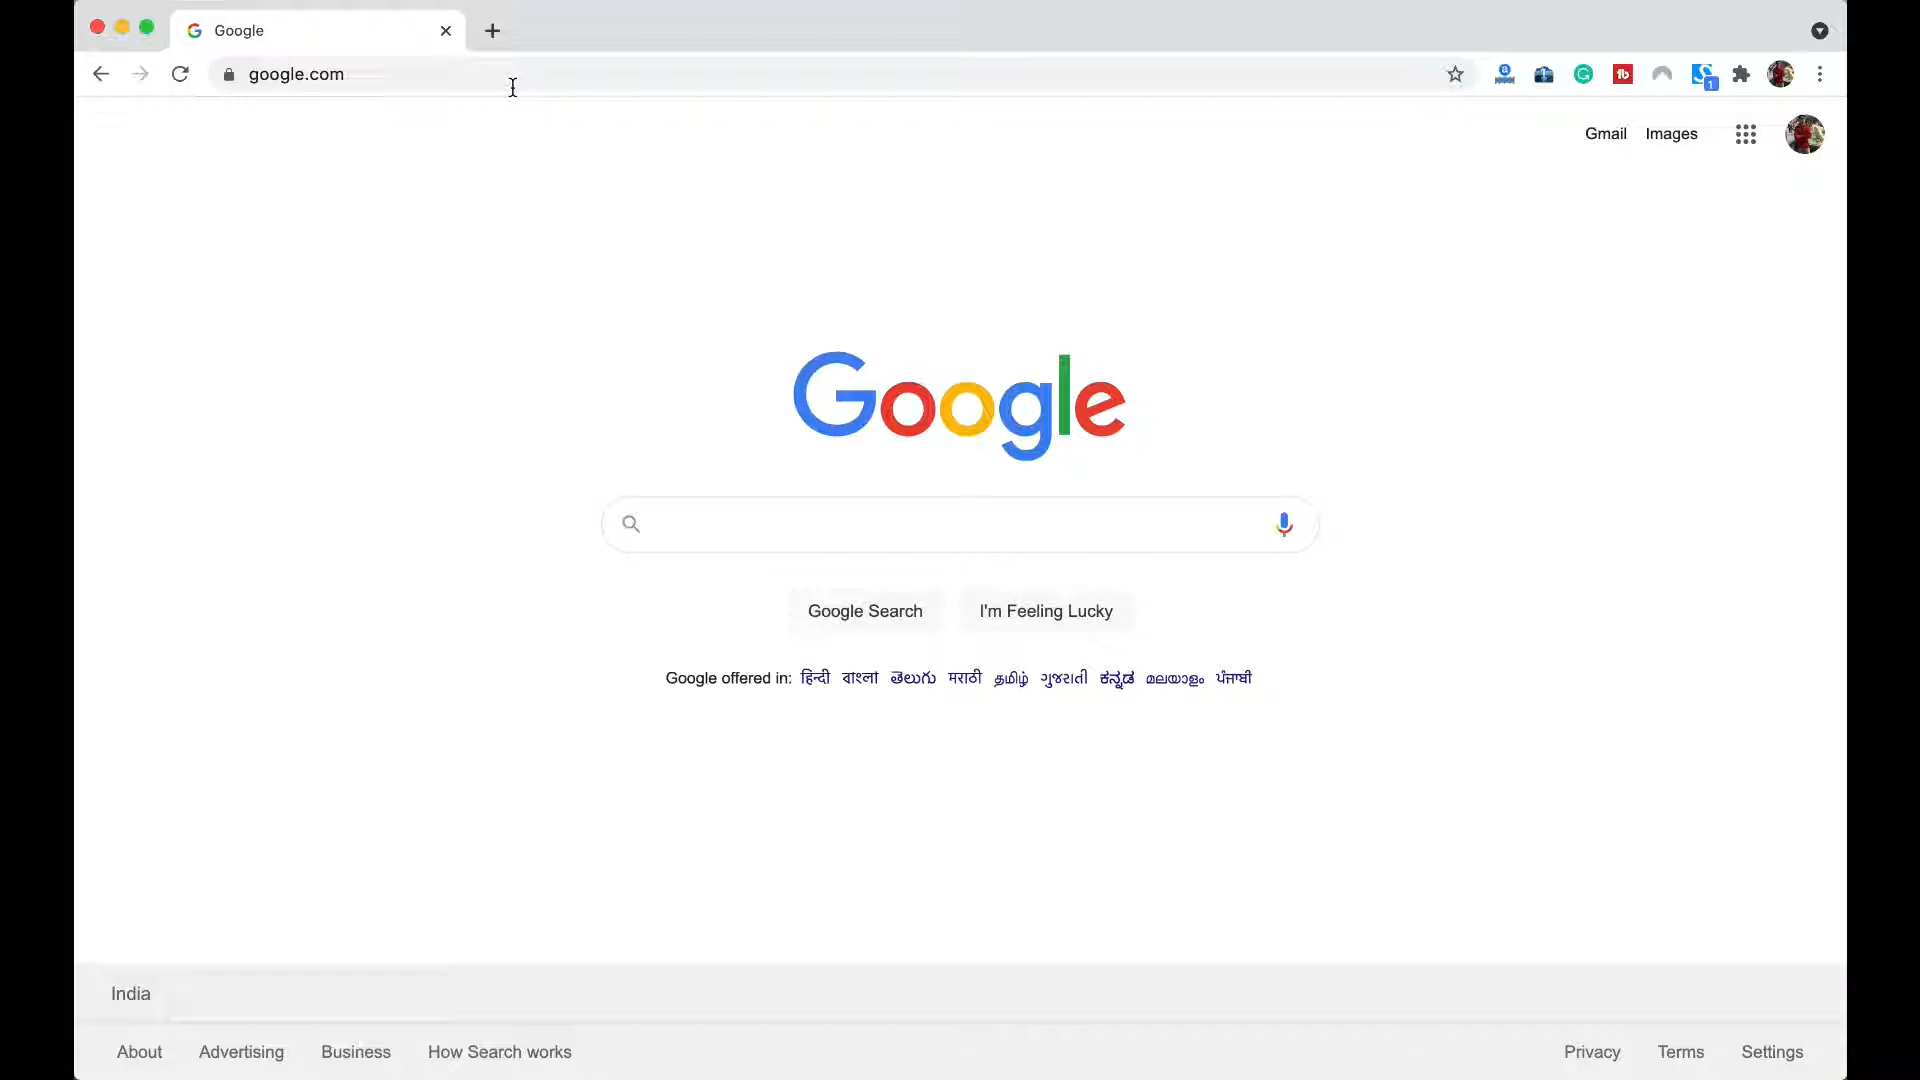 Google
google.com
1
Gmail Images
Google
Google Search I'm Feeling Lucky
Google offered in: हिन्दी বাংলা తెలుగు मराठी தமிழ் ગુજરાતી ಕನ್ನಡ മലയാളം ਪੰਜਾਬੀ
India
About Advertising Business How Search works Privacy Terms Settings